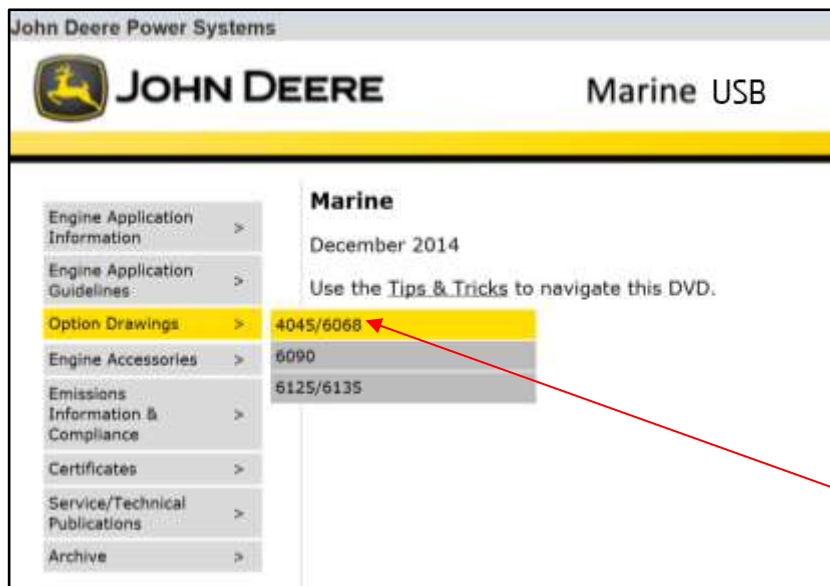 John Deere Power Systems
JOHN DEERE
Marine USB
Engine Application
Information >
Engine Application
Guidelines >
Option Drawings >
Engine Accessories >
Emissions
Information &
Compliance >
Certificates >
Service/Technical
Publications >
Archive >
Marine
December 2014
Use the Tips & Tricks to navigate this DVD.
4045/6068
6090
6125/6135